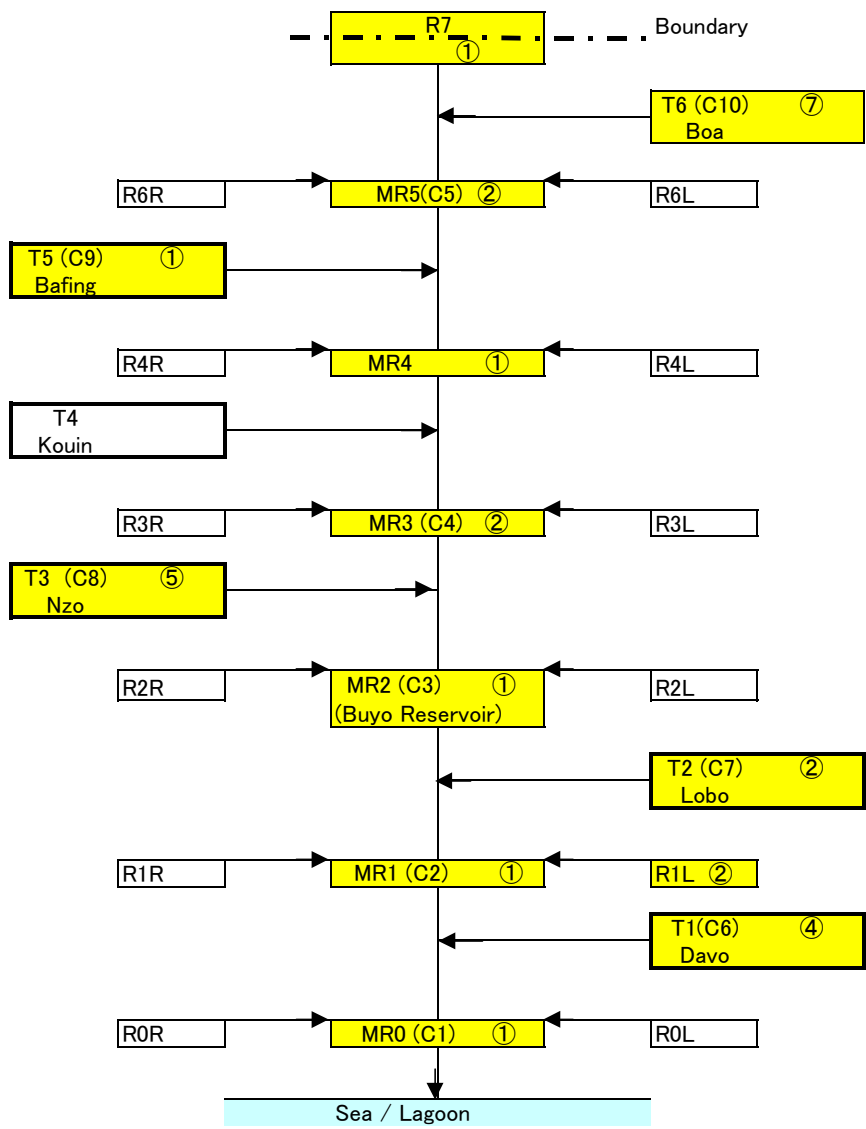 R7
①
Boundary
T6 (C10) ⑦
Boa
R6R
MR5(C5) ②
R6L
T5 (C9) ①
Bafing
R4R
MR4 ①
R4L
T4
Kouin
R3R
MR3 (C4) ②
R3L
T3 (C8) ⑤
Nzo
R2R
MR2 (C3) ①
(Buyo Reservoir)
R2L
T2 (C7) ②
Lobo
R1R
MR1 (C2) ①
R1L ②
T1(C6) ④
Davo
R0R
MR0 (C1) ①
R0L
Sea / Lagoon